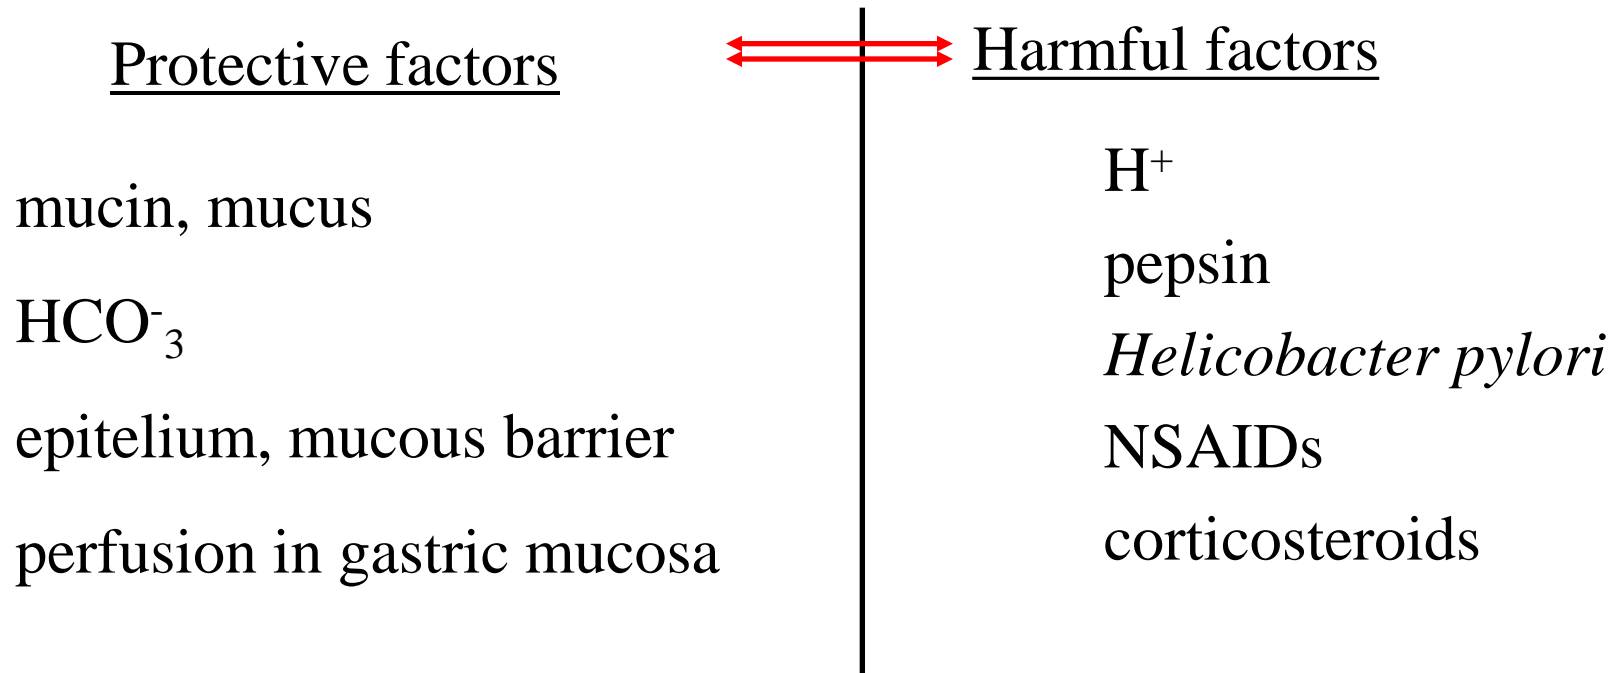 Protective factors
mucin, mucus
HCO⁻₃
epitelium, mucous barrier
perfusion in gastric mucosa
Harmful factors
H⁺
pepsin
Helicobacter pylori
NSAIDs
corticosteroids